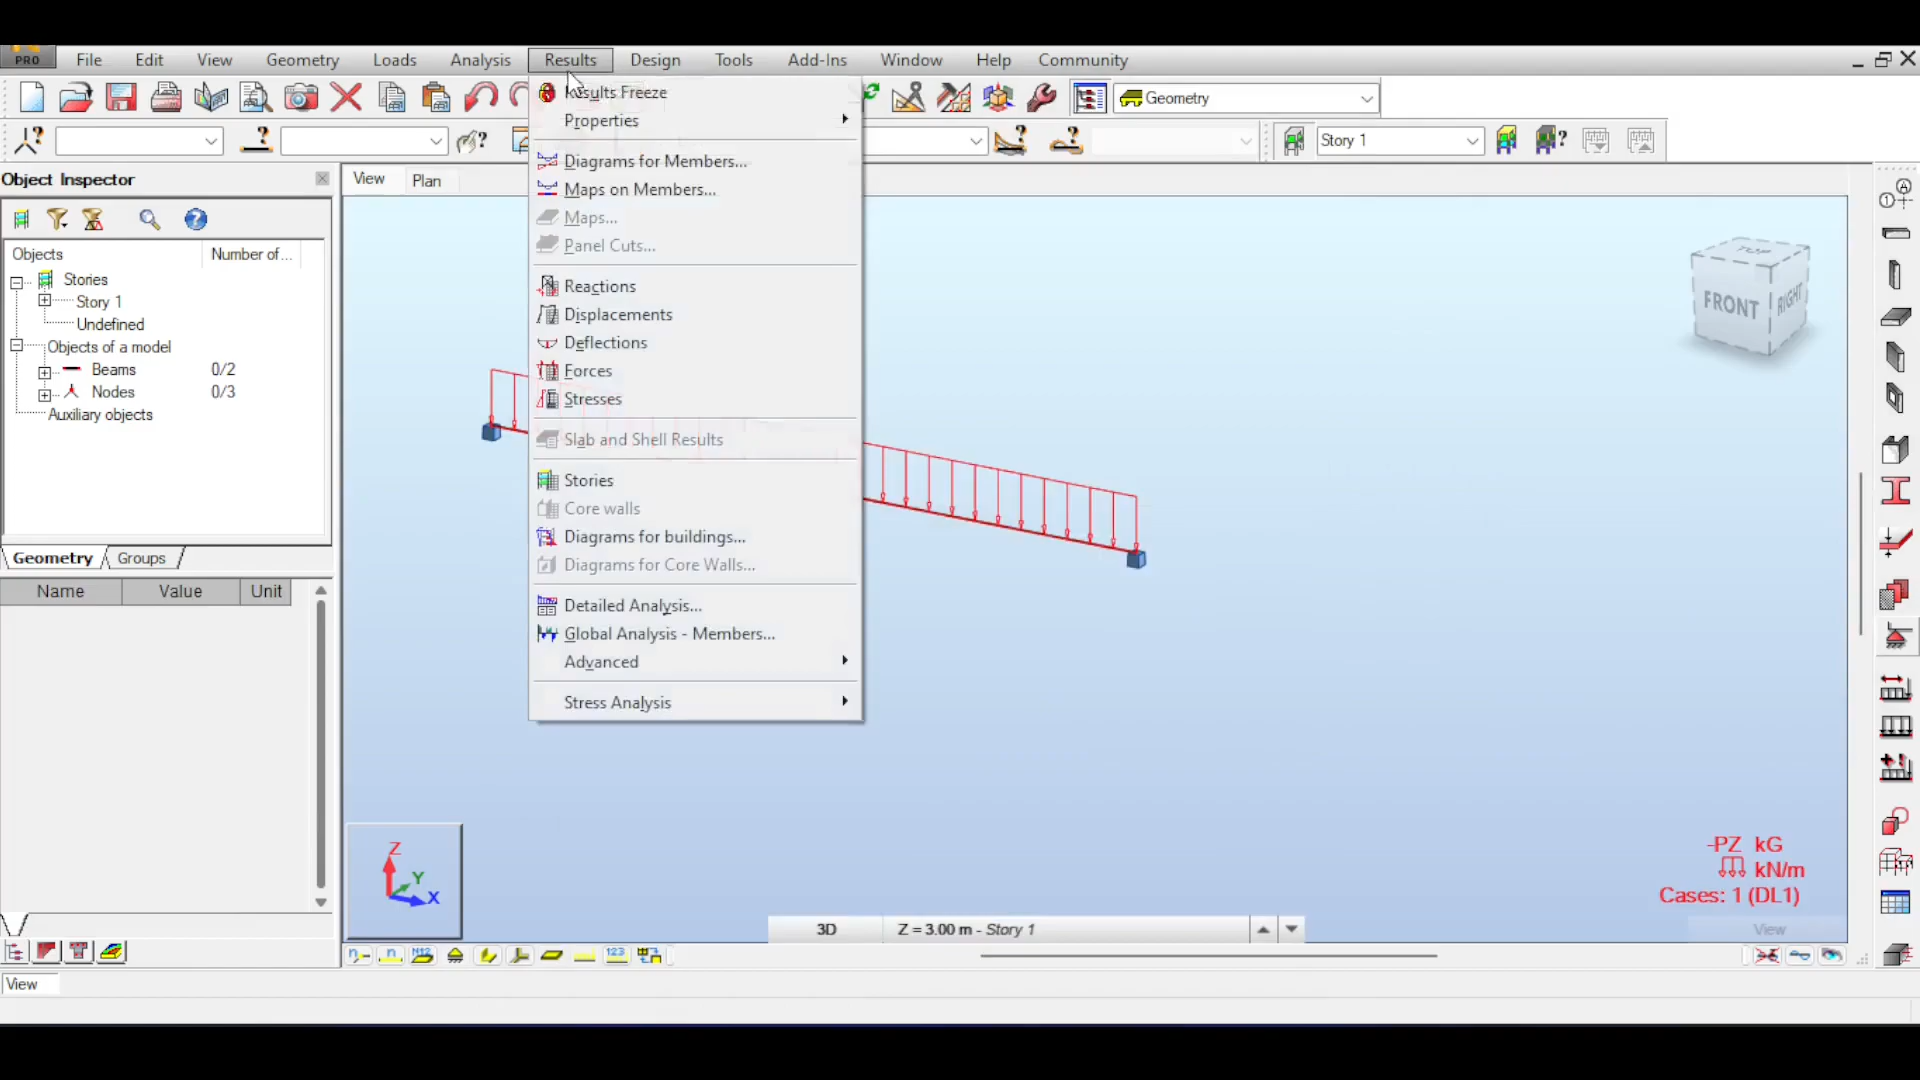 PRO File Edit View Geometry Loads Analysis Results Design Tools Add-Ins Window Help Community
Geometry
Story 1
Object Inspector
View Plan
Objects Number of...
Stories
Story 1
Undefined
Objects of a model
Beams 0/2
Nodes 0/3
Auxiliary objects
Geometry Groups
Name Value Unit
Results Freeze
Properties
Diagrams for Members...
Maps on Members...
Maps...
Panel Cuts...
Reactions
Displacements
Deflections
Forces
Stresses
Slab and Shell Results
Stories
Core walls
Diagrams for buildings...
Diagrams for Core Walls...
Detailed Analysis...
Global Analysis - Members...
Advanced
Stress Analysis
TOP
FRONT RIGHT
Z
Y
X
-PZ kG
kN/m
Cases: 1 (DL1)
3D Z = 3.00 m - Story 1
View
View